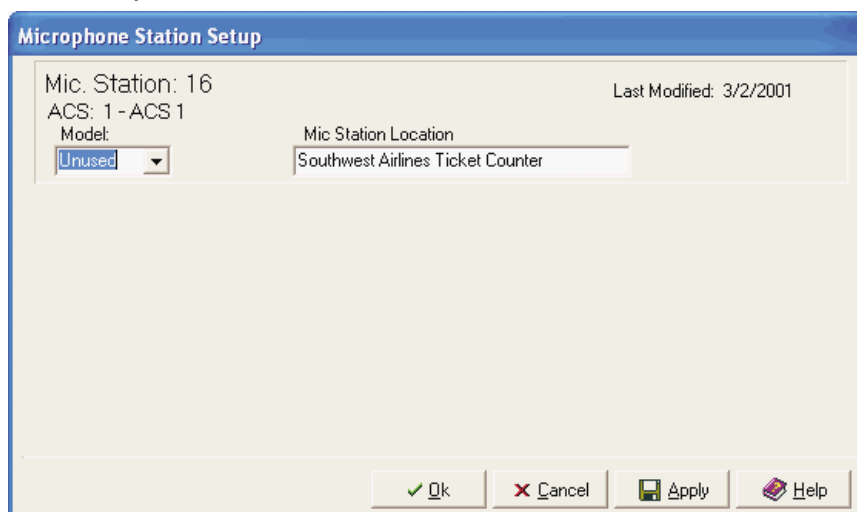 Microphone Station Setup
Mic. Station: 16
Last Modified: 3/2/2001
ACS: 1 - ACS 1
Model:
Mic Station Location
Unused
Southwest Airlines Ticket Counter
Ok
Cancel
Apply
Help